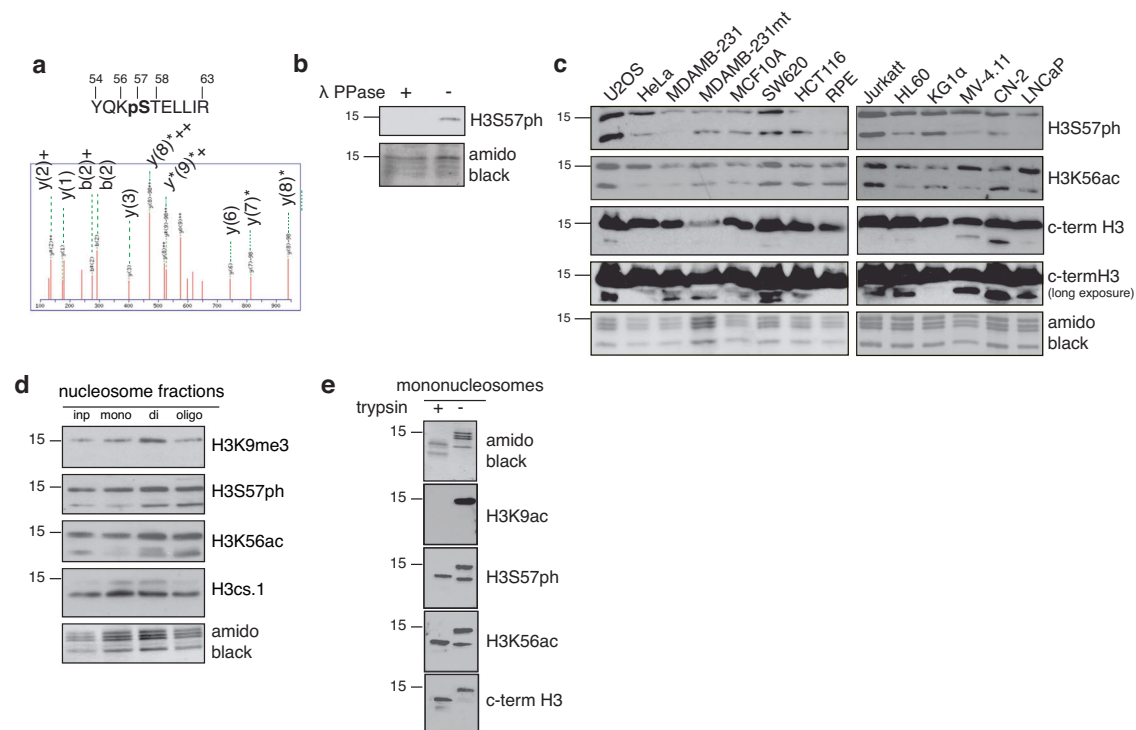 a
54 56 57 58 63
YQKpSTELLIR
y(2)+
y(1)
b(2)+
b(2)
y(3)
y(8)*++
y*(9)*+
y(6)
y(7)*
y(8)*
100 200 300 400 500 600 700 800 900
b
λ PPase + -
15 H3S57ph
15 amido
black
c
U2OS
HeLa
MDAMB-231
MDAMB-231mt
MCF10A
SW620
HCT116
RPE
Jurkatt
HL60
KG1α
MV-4.11
CN-2
LNCaP
15 H3S57ph
15 H3K56ac
15 c-term H3
15 c-termH3
(long exposure)
15 amido
black
d
nucleosome fractions
inp mono di oligo
15 H3K9me3
15 H3S57ph
15 H3K56ac
15 H3cs.1
amido
black
e
mononucleosomes
trypsin + -
15 amido
black
15 H3K9ac
15 H3S57ph
15 H3K56ac
15 c-term H3